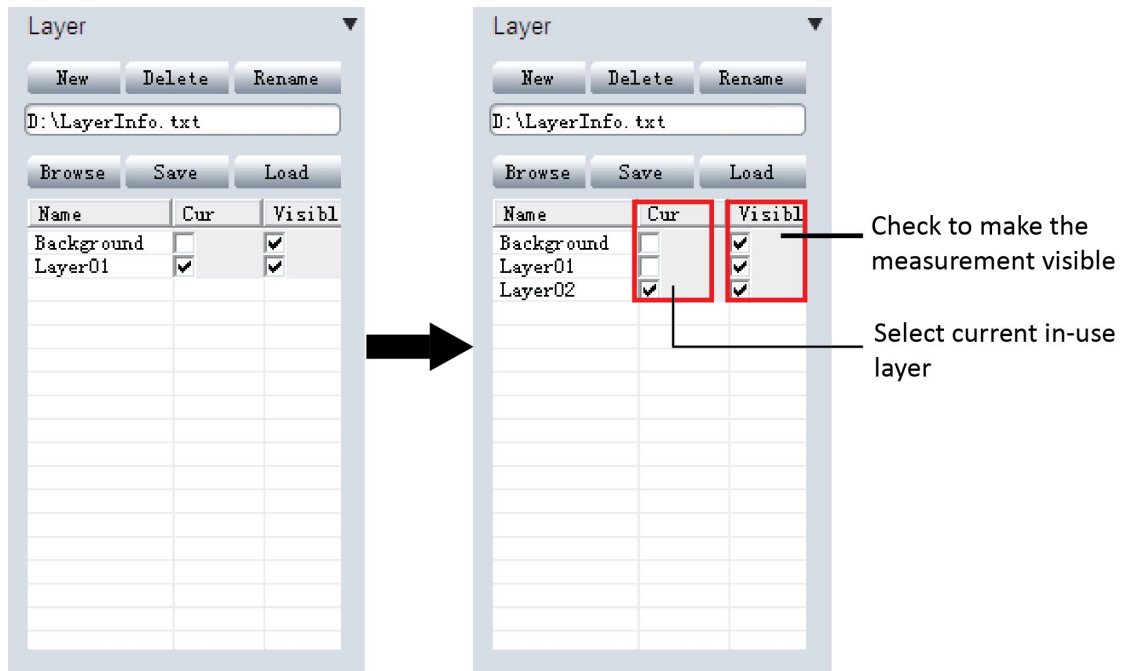 Layer
New Delete Rename
D:\LayerInfo.txt
Browse Save Load
Name Cur Visibl
Background
Layer01
Layer
New Delete Rename
D:\LayerInfo.txt
Browse Save Load
Name Cur Visibl
Background
Layer01
Layer02
Check to make the
measurement visible
Select current in-use
layer